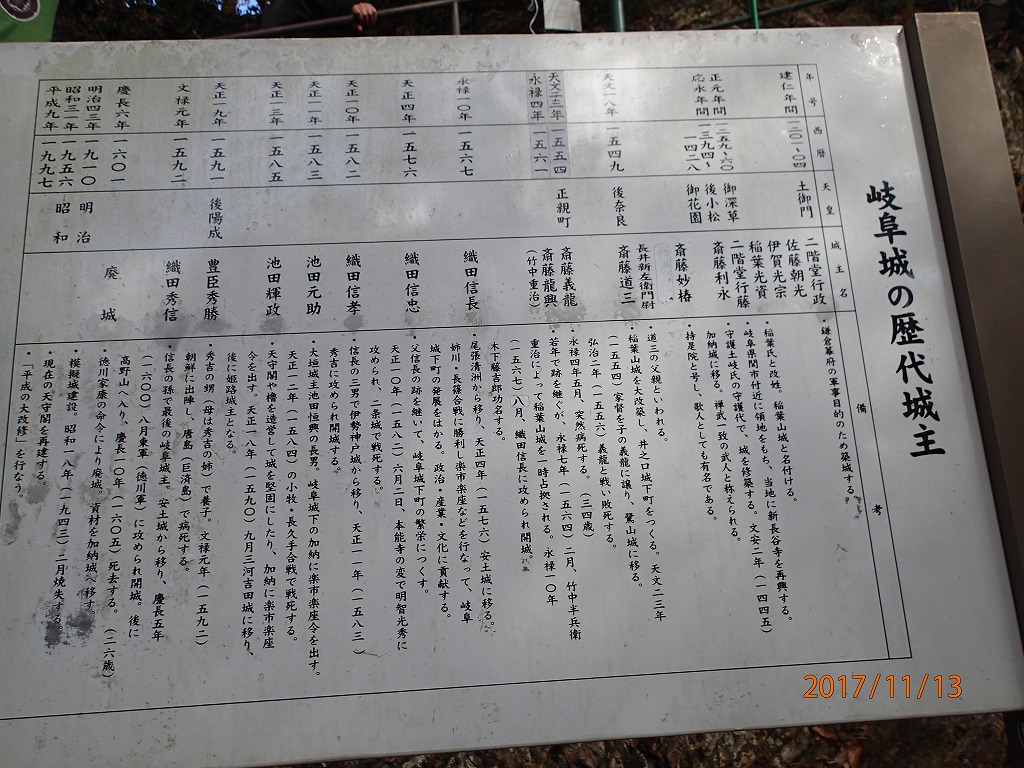 岐阜城の歴代城主
年号
西暦
天皇
城主名
備考
建仁年間
一二〇一〜〇四
土御門
二階堂行政
佐藤朝光
伊賀光宗
稲葉光資
二階堂行藤
・鎌倉幕府の軍事目的のため築城する。
・稲葉氏と改姓。稲葉山城と名付ける。
・岐阜県関市付近に領地をもち、当地に新長谷寺を再興する。
正元年間
一二五九〜六〇
御深草
応永年間
一三九四〜一四二八
後小松
御花園
斎藤利永
・守護土岐氏の守護代で、城を修築する。文安二年(一四四五)
加納城に移る。禅武一致の武人と称えられる。
斎藤妙椿
・持是院と号し、歌人としても有名である。
長井新左衛門尉
・道三の父親といわれる。
天文一八年
一五四九
後奈良
斎藤道三
・稲葉山城を大改築し、井之口城下町をつくる。天文二三年
(一五五四)家督を子の義龍に譲り、鷺山城に移る。
弘治二年(一五五六)義龍と戦い敗死する。
天文二三年
一五五四
正親町
斎藤義龍
・永禄四年五月、突然病死する。(三四歳)
永禄四年
一五六一
斎藤龍興
(竹中重治)
・若年で跡を継ぐが、永禄七年(一五六四)二月、竹中半兵衛
重治によって稲葉山城を一時占拠される。永禄一〇年
(一五六七)八月、織田信長に攻められ開城。
木下藤吉郎功名する。
永禄一〇年
一五六七
織田信長
・尾張清洲から移り、天正四年(一五七六)安土城に移る。
姉川・長篠合戦に勝利し楽市楽座などを行なって、岐阜
城下町の発展をはかる。政治・産業・文化に貢献する。
天正四年
一五七六
織田信忠
・父信長の跡を継いで、岐阜城下町の繁栄につくす。
天正一〇年(一五八二)六月二日、本能寺の変で明智光秀に
攻められ、二条城で戦死する。
天正一〇年
一五八二
織田信孝
・信長の三男で伊勢神戸城から移り、天正一一年(一五八三)
秀吉に攻められ開城する。
天正一一年
一五八三
池田元助
・大垣城主池田恒興の長男。岐阜城下の加納に楽市楽座令を出す。
天正一二年(一五八四)の小牧・長久手合戦で戦死する。
天正一三年
一五八五
池田輝政
・天守閣や櫓を造営して城を堅固にしたり、加納に楽市楽座
令を出す。天正一八年(一五九〇)九月三河吉田城に移り、
後に姫路城主となる。
天正一九年
一五九一
後陽成
豊臣秀勝
・秀吉の甥(母は秀吉の姉)で養子。文禄元年(一五九二)
朝鮮に出陣し、唐島(巨済島)で病死する。
文禄元年
一五九二
織田秀信
・信長の孫で最後の岐阜城主。安土城から移り、慶長五年
(一六〇〇)八月東軍(徳川軍)に攻められ開城。後に
高野山へ入り、慶長一〇年(一六〇五)死去する。(二六歳)
慶長六年
一六〇一
廃城
・徳川家康の命令により廃城。資材を加納城へ移す。
明治四三年
一九一〇
明治
・模擬城建設。昭和一八年(一九四三)二月焼失する。
昭和三一年
一九五六
昭和
・現在の天守閣を再建する。
平成九年
一九九七
・「平成の大改修」を行なう。
2017/11/13